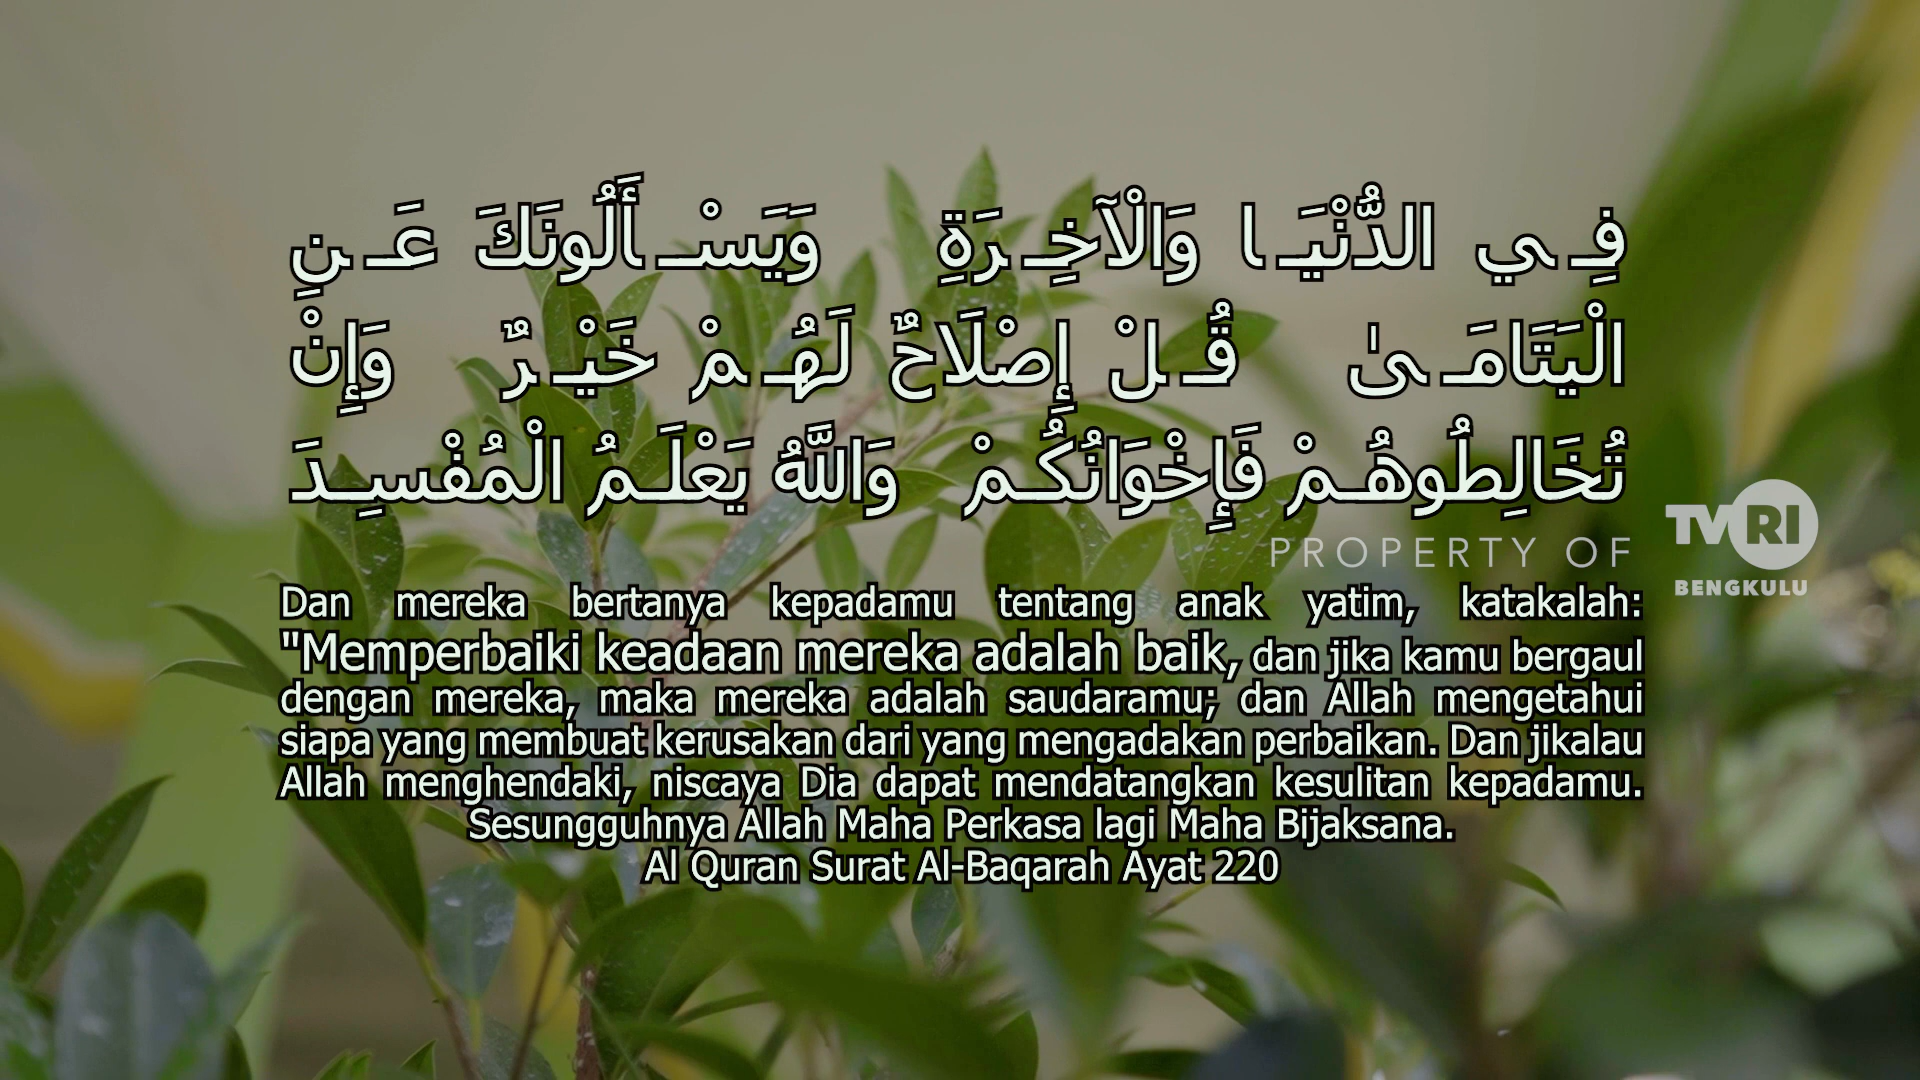 فِي الدُّنْيَا وَالْآخِرَةِ وَيَسْأَلُونَكَ عَنِ
الْيَتَامَىٰ قُلْ إِصْلَاحٌ لَهُمْ خَيْرٌ وَإِنْ
تُخَالِطُوهُمْ فَإِخْوَانُكُمْ وَاللَّهُ يَعْلَمُ الْمُفْسِدَ
PROPERTY OF TVRI
BENGKULU
Dan mereka bertanya kepadamu tentang anak yatim, katakalah:
"Memperbaiki keadaan mereka adalah baik, dan jika kamu bergaul
dengan mereka, maka mereka adalah saudaramu; dan Allah mengetahui
siapa yang membuat kerusakan dari yang mengadakan perbaikan. Dan jikalau
Allah menghendaki, niscaya Dia dapat mendatangkan kesulitan kepadamu.
Sesungguhnya Allah Maha Perkasa lagi Maha Bijaksana.
Al Quran Surat Al-Baqarah Ayat 220